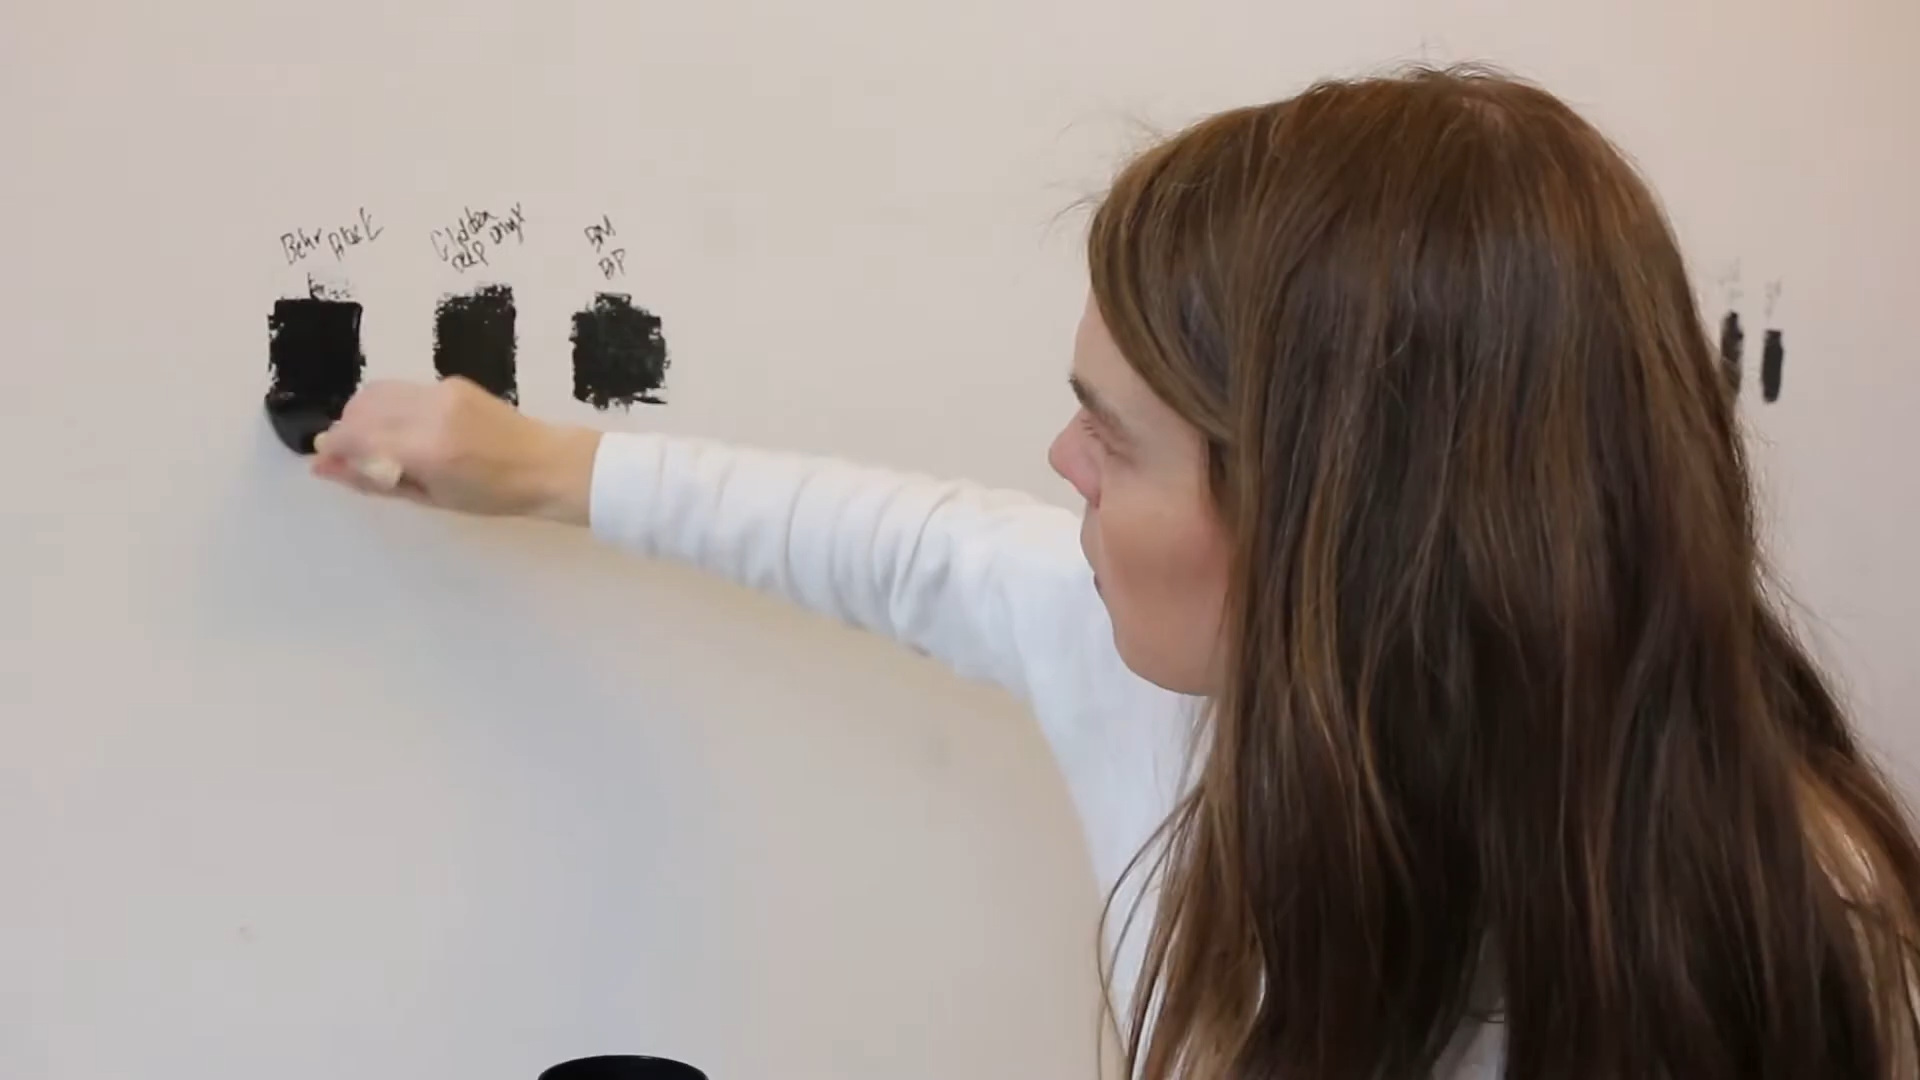 Behr Black
Glidden
deep onyx
BM
BP